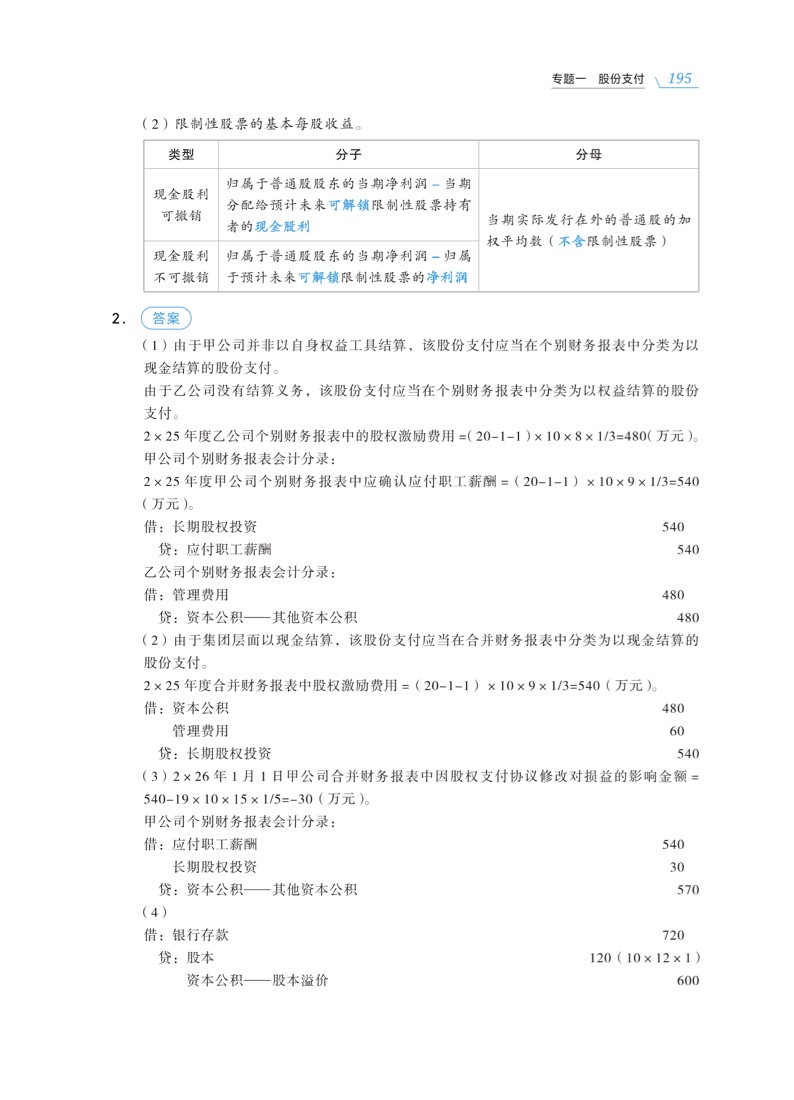 专题一 股份支付 195
（2）限制性股票的基本每股收益。
类型 分子 分母
现金股利可撤销
归属于普通股股东的当期净利润 – 当期
分配给预计未来可解锁限制性股票持有
者的现金股利
当期实际发行在外的普通股的加
权平均数（不含限制性股票）
现金股利
不可撤销
归属于普通股股东的当期净利润 – 归属
于预计未来可解锁限制性股票的净利润
2. 答案
（1）由于甲公司并非以自身权益工具结算，该股份支付应当在个别财务报表中分类为以
现金结算的股份支付。
由于乙公司没有结算义务，该股份支付应当在个别财务报表中分类为以权益结算的股份
支付。
2×25 年度乙公司个别财务报表中的股权激励费用 =（20–1–1）×10×8×1/3=480（万元）。
甲公司个别财务报表会计分录：
2×25 年度甲公司个别财务报表中应确认应付职工薪酬 =（20–1–1）×10×9×1/3=540
（万元）。
借：长期股权投资 540
贷：应付职工薪酬 540
乙公司个别财务报表会计分录：
借：管理费用 480
贷：资本公积——其他资本公积 480
（2）由于集团层面以现金结算，该股份支付应当在合并财务报表中分类为以现金结算的
股份支付。
2×25 年度合并财务报表中股权激励费用 =（20–1–1）×10×9×1/3=540（万元）。
借：资本公积 480
管理费用 60
贷：长期股权投资 540
（3）2×26 年 1 月 1 日甲公司合并财务报表中因股权支付协议修改对损益的影响金额 =
540–19×10×15×1/5=–30（万元）。
甲公司个别财务报表会计分录：
借：应付职工薪酬 540
长期股权投资 30
贷：资本公积——其他资本公积 570
（4）
借：银行存款 720
贷：股本 120（10×12×1）
资本公积——股本溢价 600